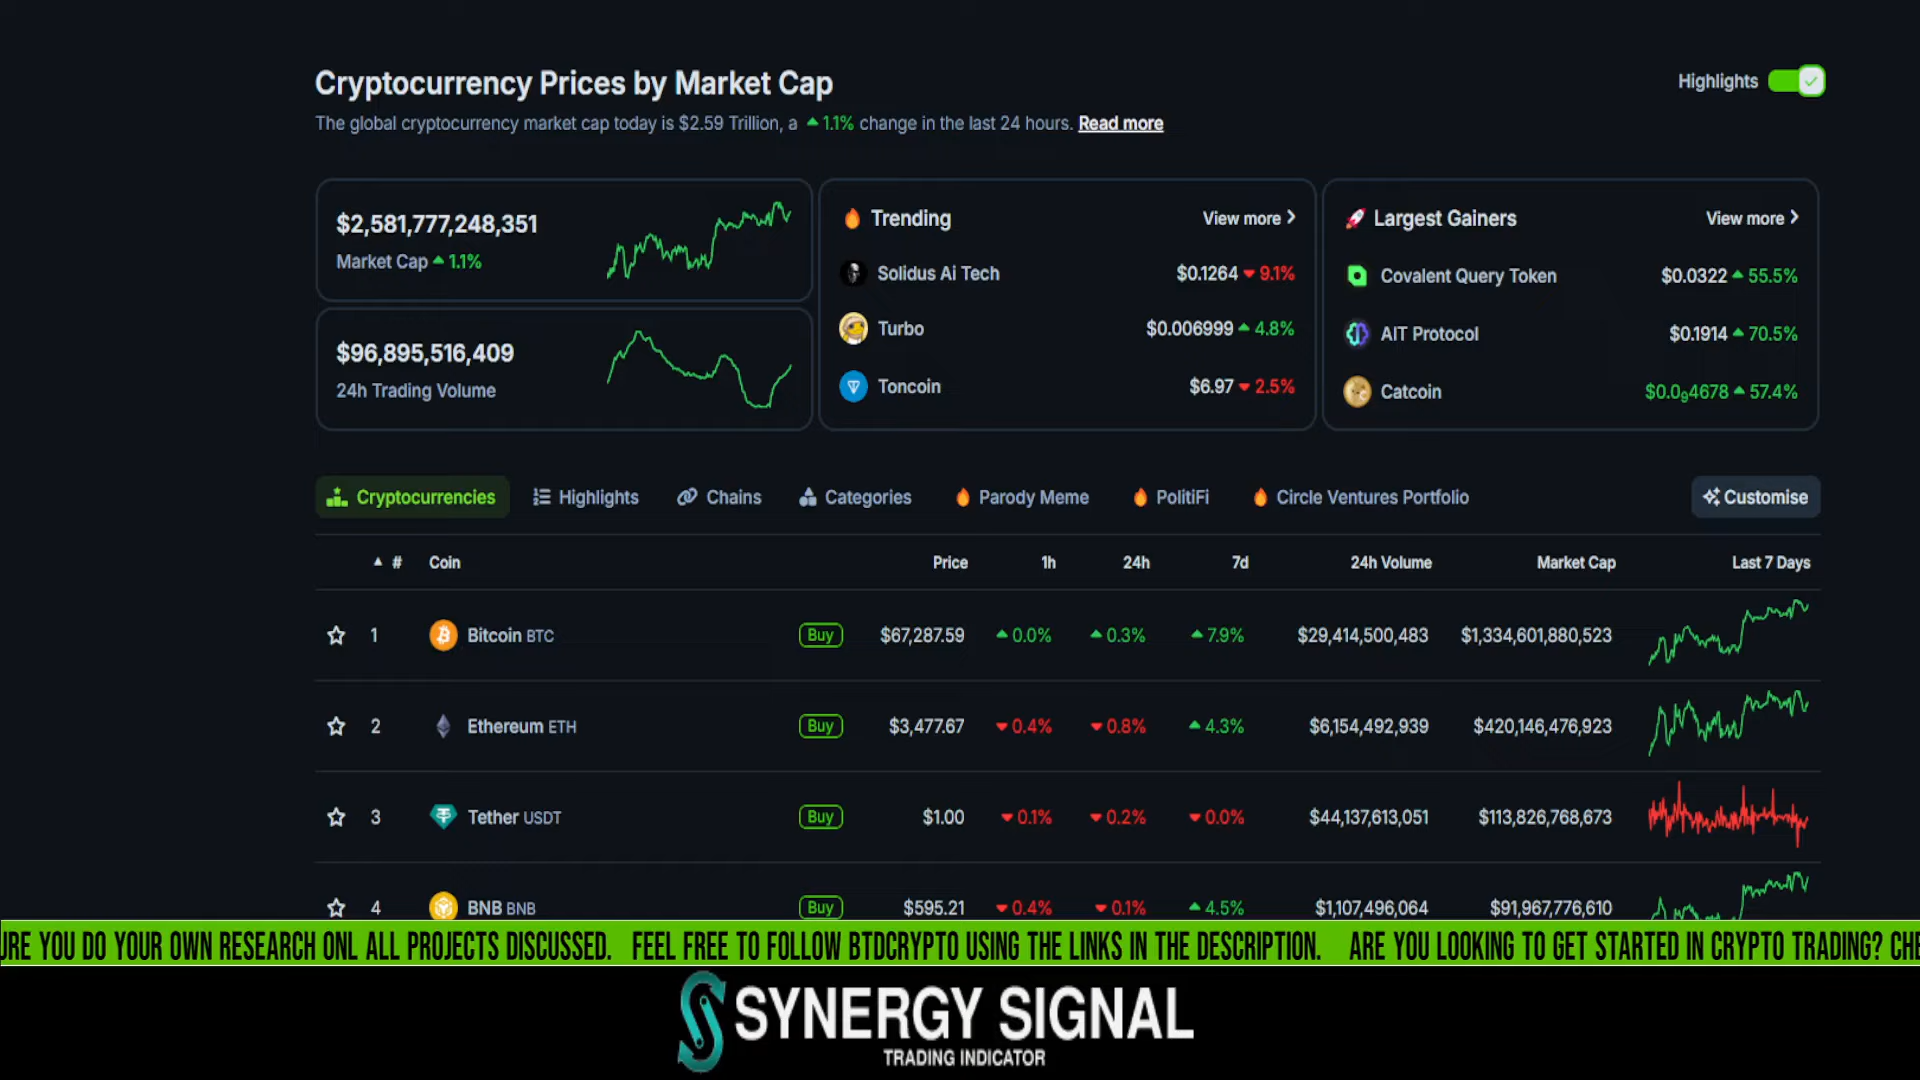 Cryptocurrency Prices by Market Cap
Highlights
The global cryptocurrency market cap today is $2.59 Trillion, a 1.1% change in the last 24 hours. Read more
$2,581,777,248,351
Market Cap 1.1%
$96,895,516,409
24h Trading Volume
Trending View more
Solidus Ai Tech $0.1264 9.1%
Turbo $0.006999 4.8%
Toncoin $6.97 2.5%
Largest Gainers View more
Covalent Query Token $0.0322 55.5%
AIT Protocol $0.1914 70.5%
Catcoin $0.0₉4678 57.4%
Cryptocurrencies Highlights Chains Categories Parody Meme PolitiFi Circle Ventures Portfolio Customise
# Coin Price 1h 24h 7d 24h Volume Market Cap Last 7 Days
1 Bitcoin BTC Buy $67,287.59 0.0% 0.3% 7.9% $29,414,500,483 $1,334,601,880,523
2 Ethereum ETH Buy $3,477.67 0.4% 0.8% 4.3% $6,154,492,939 $420,146,476,923
3 Tether USDT Buy $1.00 0.1% 0.2% 0.0% $44,137,613,051 $113,826,768,673
4 BNB BNB Buy $595.21 0.4% 0.1% 4.5% $1,107,496,064 $91,967,776,610
URE YOU DO YOUR OWN RESEARCH ONL ALL PROJECTS DISCUSSED. FEEL FREE TO FOLLOW BTDCRYPTO USING THE LINKS IN THE DESCRIPTION. ARE YOU LOOKING TO GET STARTED IN CRYPTO TRADING? CHE
SYNERGY SIGNAL
TRADING INDICATOR